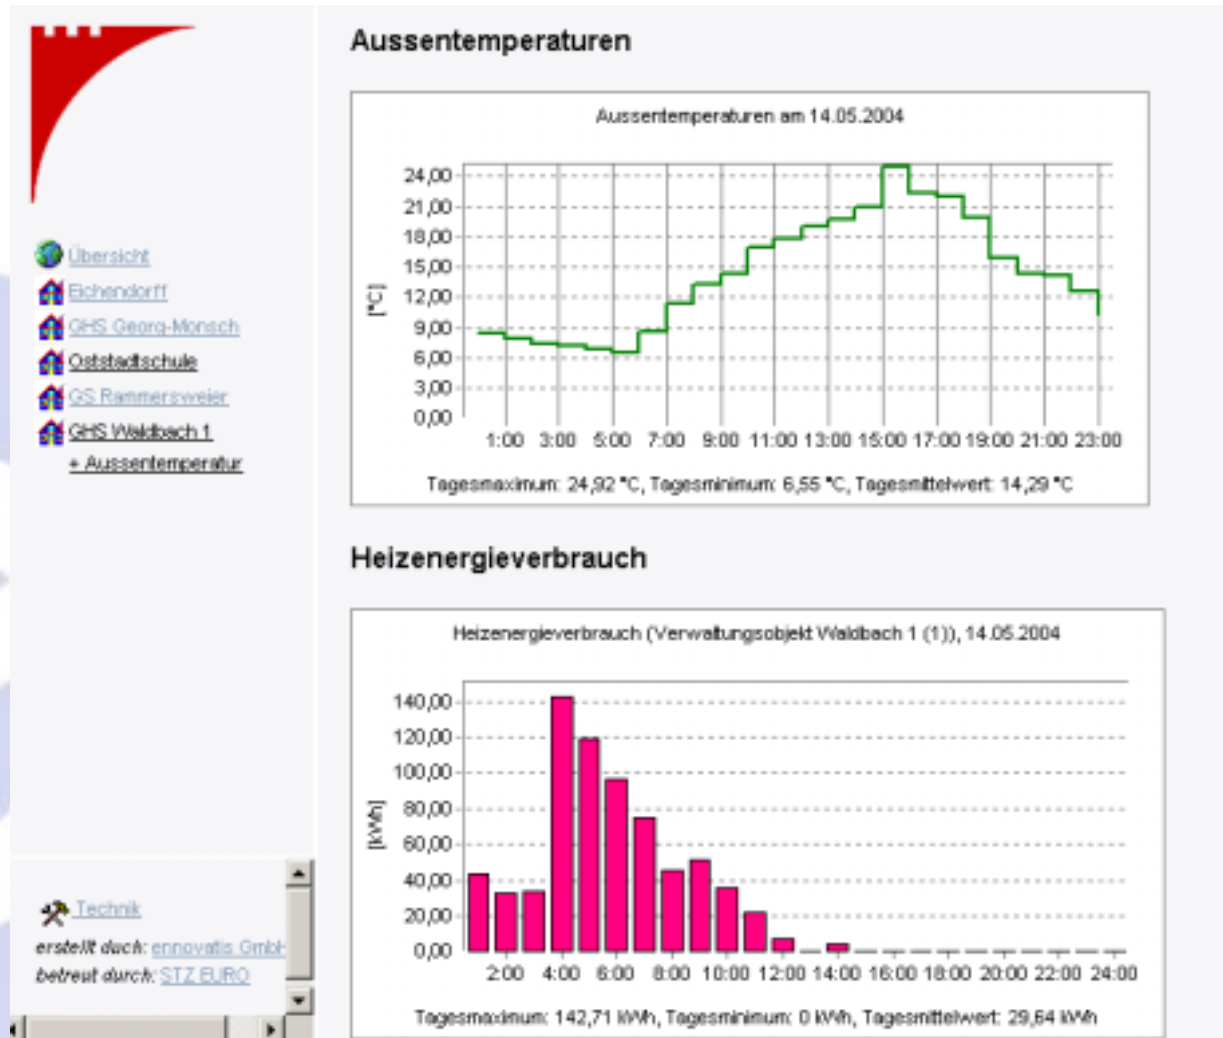 Übersicht
Eichendorff
GHS Georg-Monsch
Oststadtschule
GS Rammersweier
GHS Waldbach 1
+ Aussentemperatur
Technik
erstellt duch: ennovatis GmbH
betreut durch: STZ EURO
Aussentemperaturen
Aussentemperaturen am 14.05.2004
24,00
21,00
18,00
15,00
12,00
9,00
6,00
3,00
0,00
[°C]
1:00 3:00 5:00 7:00 9:00 11:00 13:00 15:00 17:00 19:00 21:00 23:00
Tagesmaximum: 24,92 °C, Tagesminimum: 6,55 °C, Tagesmittelwert: 14,29 °C
Heizenergieverbrauch
Heizenergieverbrauch (Verwaltungsobjekt Waldbach 1 (1)), 14.05.2004
140,00
120,00
100,00
80,00
60,00
40,00
20,00
0,00
[kWh]
2:00 4:00 6:00 8:00 10:00 12:00 14:00 16:00 18:00 20:00 22:00 24:00
Tagesmaximum: 142,71 kWh, Tagesminimum: 0 kWh, Tagesmittelwert: 29,64 kWh